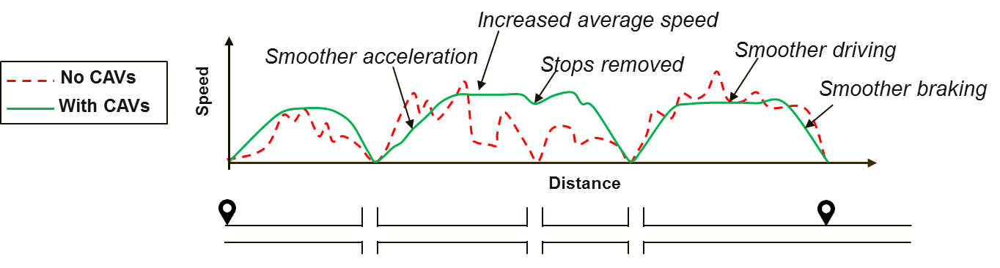 Increased average speed
Smoother acceleration
Stops removed
Smoother driving
Smoother braking
No CAVs
With CAVs
Speed
Distance